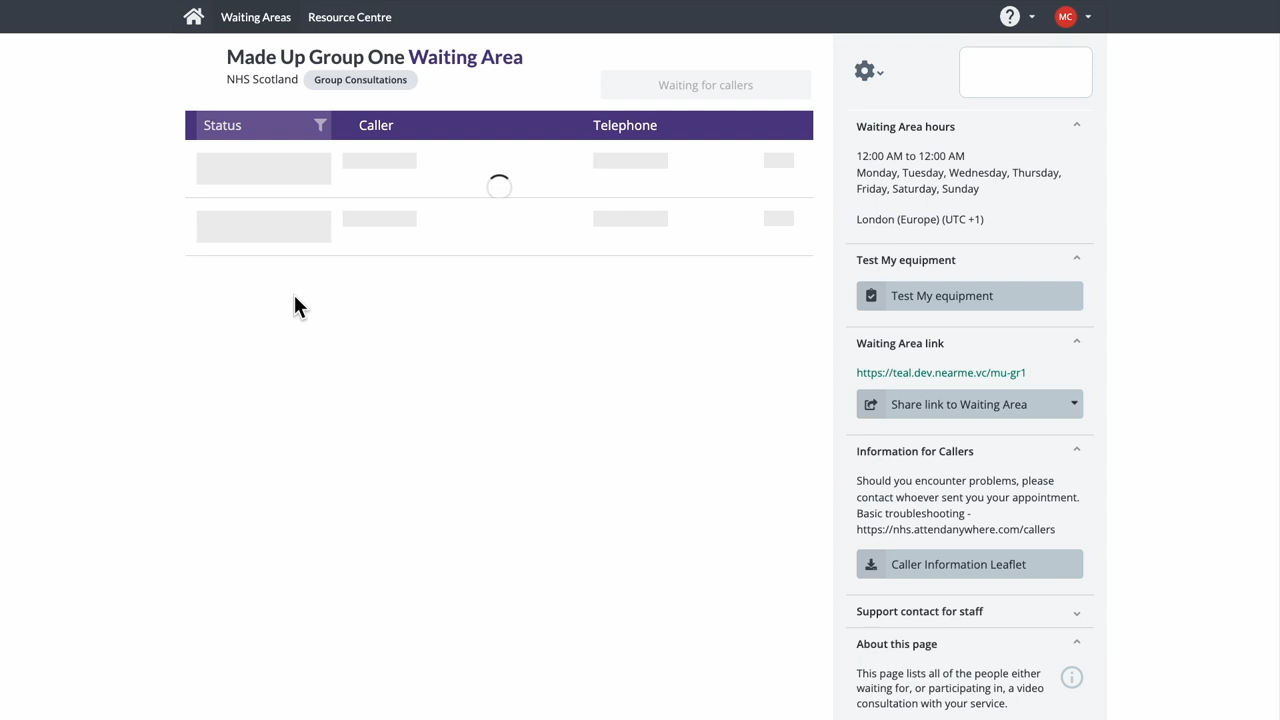 Waiting Areas
Resource Centre
?
MC
Made Up Group One Waiting Area
NHS Scotland
Group Consultations
Waiting for callers
Status
Caller
Telephone
Waiting Area hours
12:00 AM to 12:00 AM
Monday, Tuesday, Wednesday, Thursday,
Friday, Saturday, Sunday
London (Europe) (UTC +1)
Test My equipment
Test My equipment
Waiting Area link
https://teal.dev.nearme.vc/mu-gr1
Share link to Waiting Area
Information for Callers
Should you encounter problems, please
contact whoever sent you your appointment.
Basic troubleshooting -
https://nhs.attendanywhere.com/callers
Caller Information Leaflet
Support contact for staff
About this page
This page lists all of the people either
waiting for, or participating in, a video
consultation with your service.